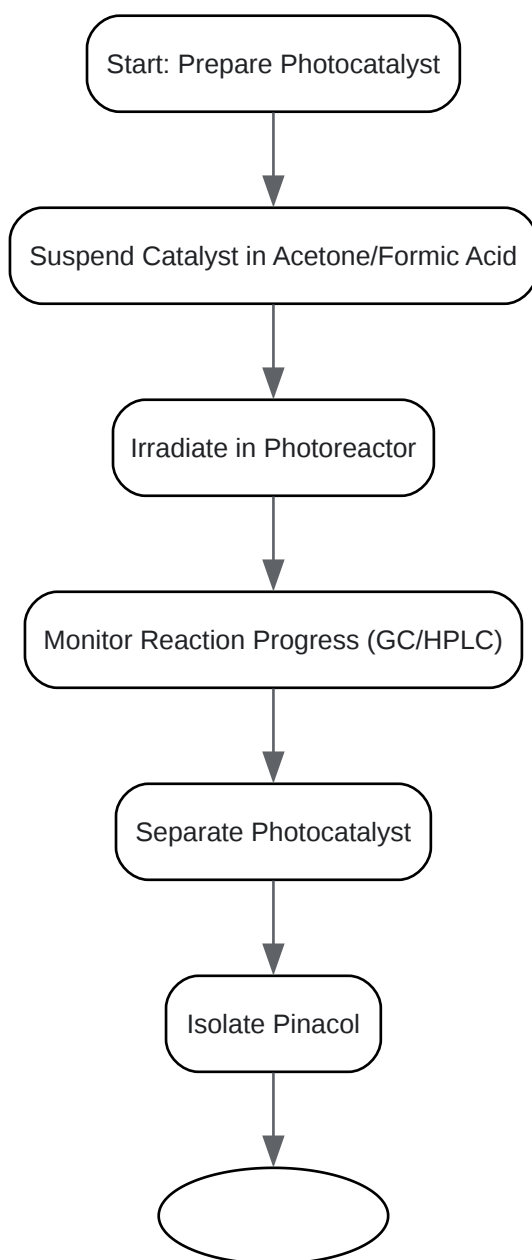 Start: Prepare Photocatalyst
Suspend Catalyst in Acetone/Formic Acid
Irradiate in Photoreactor
Monitor Reaction Progress (GC/HPLC)
Separate Photocatalyst
Isolate Pinacol